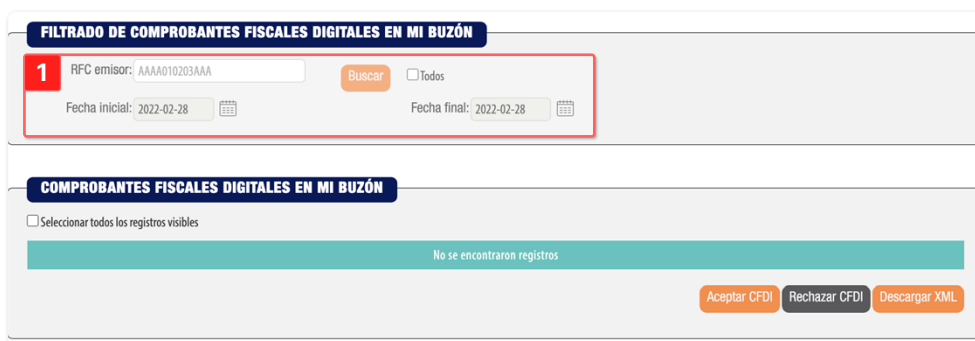 FILTRADO DE COMPROBANTES FISCALES DIGITALES EN MI BUZÓN
1 RFC emisor: AAAA010203AAA Buscar Todos
Fecha inicial: 2022-02-28 Fecha final: 2022-02-28
COMPROBANTES FISCALES DIGITALES EN MI BUZÓN
Seleccionar todos los registros visibles
No se encontraron registros
Aceptar CFDI Rechazar CFDI Descargar XML